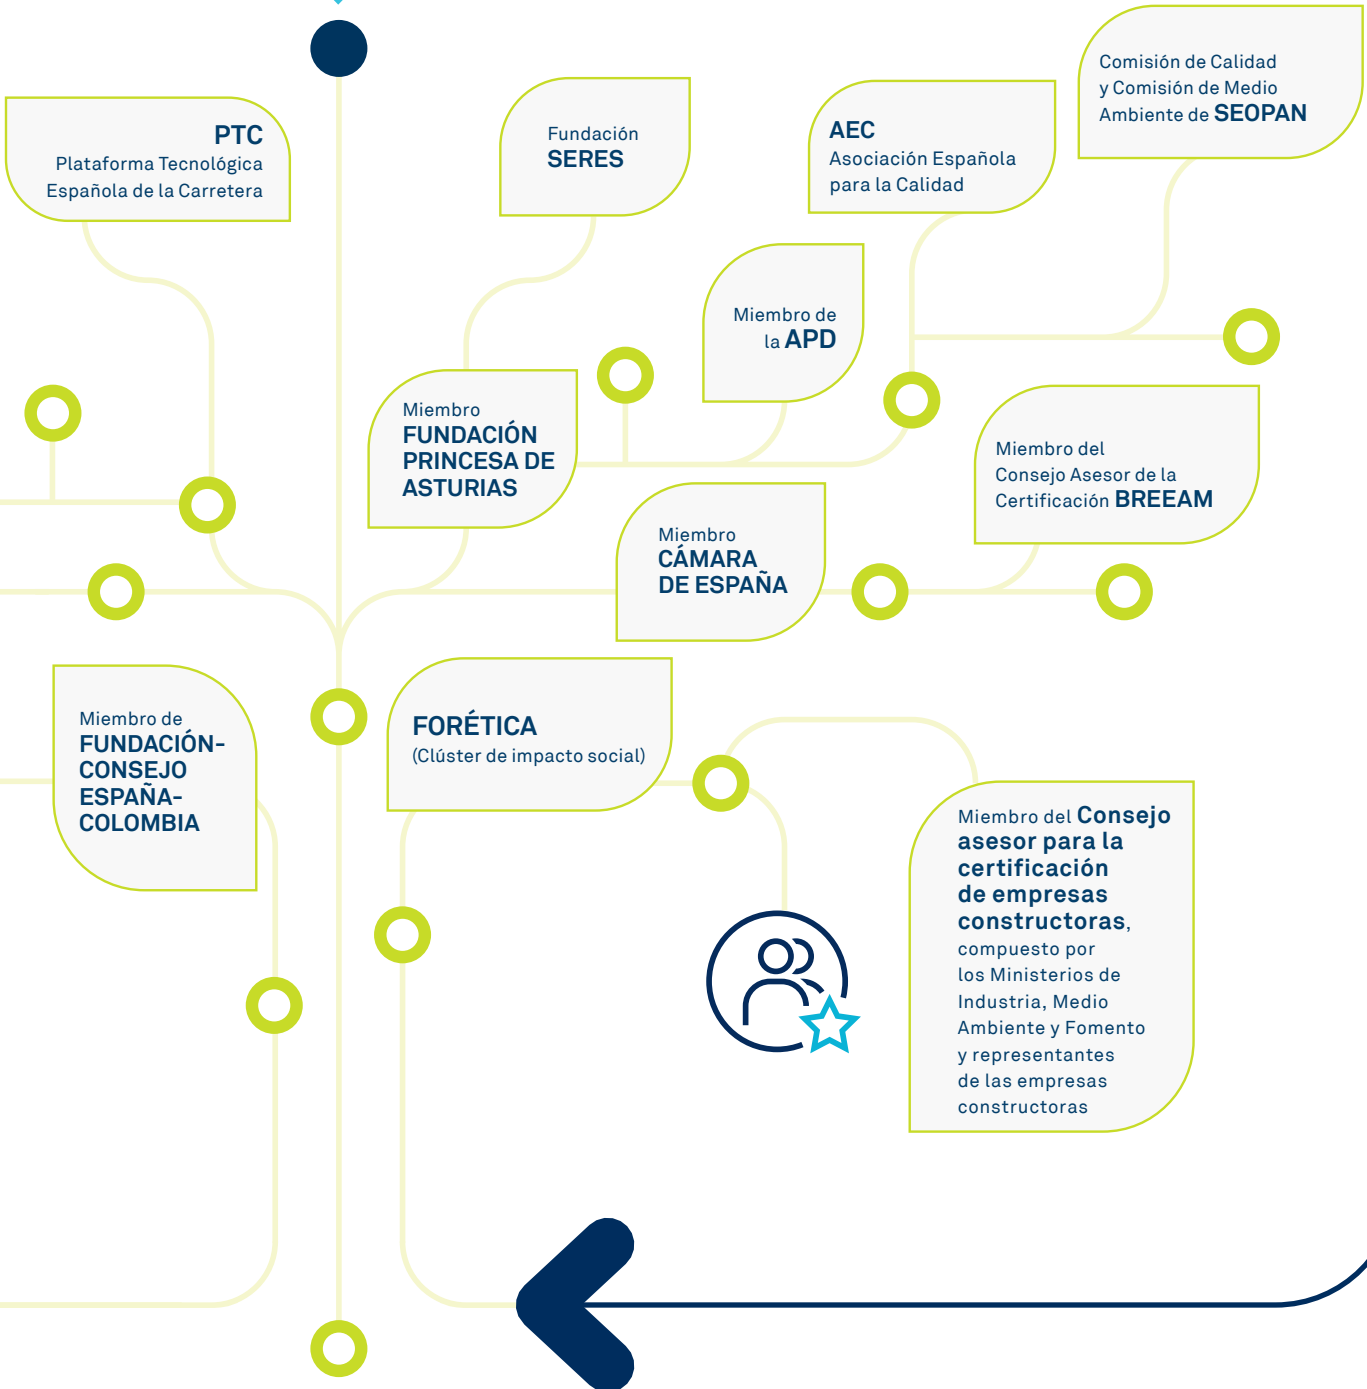 Comisión de Calidad
y Comisión de Medio
Ambiente de SEOPAN
PTC
Plataforma Tecnológica
Española de la Carretera
Fundación
SERES
AEC
Asociación Española
para la Calidad
Miembro de
la APD
Miembro
FUNDACIÓN
PRINCESA DE
ASTURIAS
Miembro del
Consejo Asesor de la
Certificación BREEAM
Miembro
CÁMARA
DE ESPAÑA
Miembro de
FUNDACIÓN-
CONSEJO
ESPAÑA-
COLOMBIA
FORÉTICA
(Clúster de impacto social)
Miembro del Consejo
asesor para la
certificación
de empresas
constructoras,
compuesto por
los Ministerios de
Industria, Medio
Ambiente y Fomento
y representantes
de las empresas
constructoras